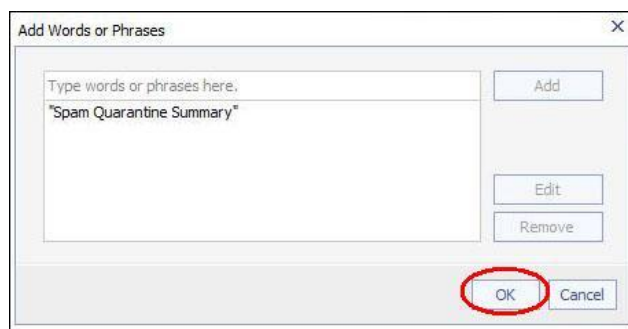 Add Words or Phrases
Type words or phrases here.
Add
"Spam Quarantine Summary"
Edit
Remove
OK
Cancel